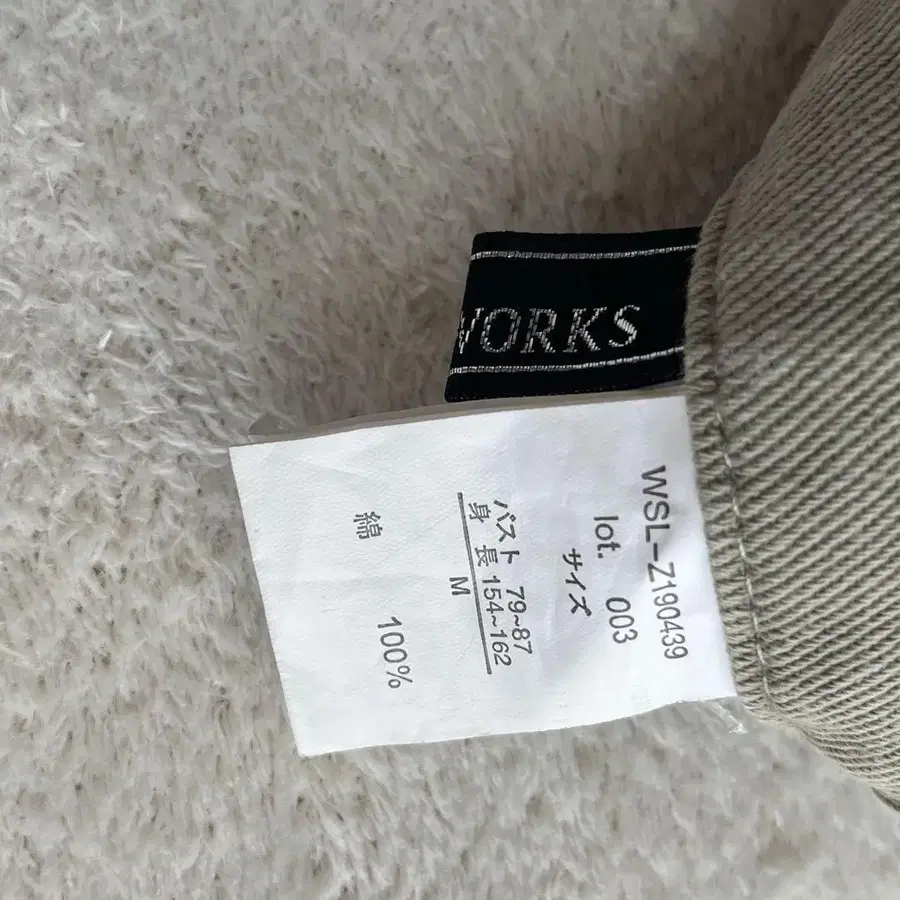 WORKS
WSL-Z190439
lot. 003
サイズ
バスト 79~87
身長 154~162
M
綿 100%